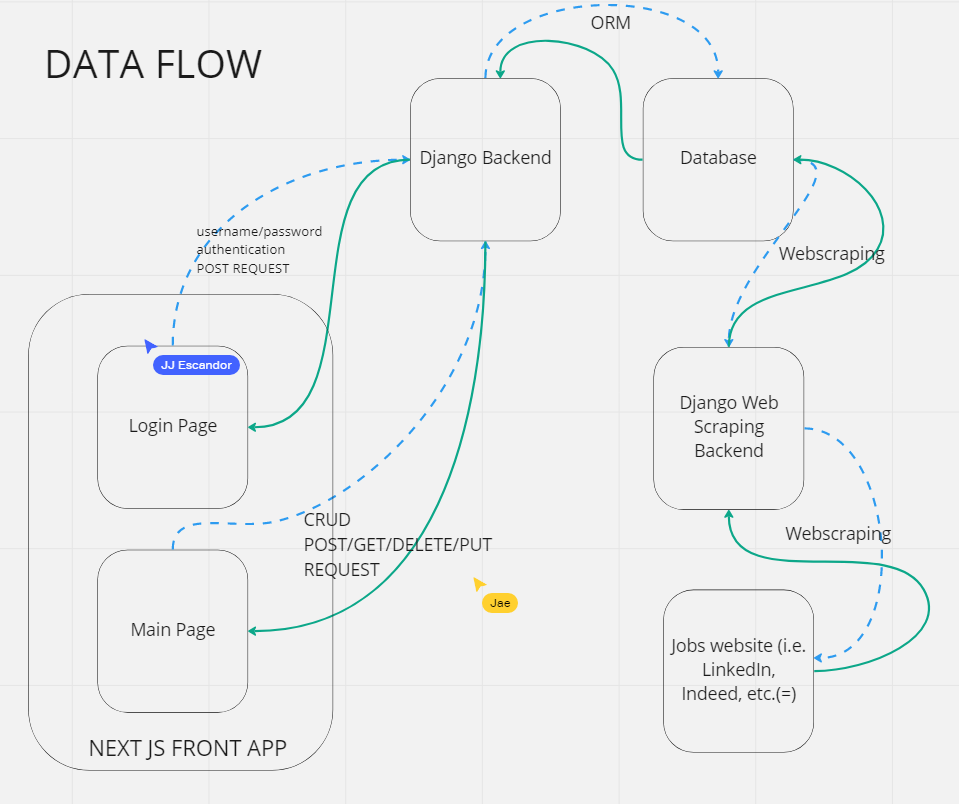 DATA FLOW
ORM
Django Backend
Database
username/password
authentication
POST REQUEST
Webscraping
JJ Escandor
Login Page
Django Web
Scraping
Backend
CRUD
POST/GET/DELETE/PUT
REQUEST
Webscraping
Jae
Main Page
Jobs website (i.e.
LinkedIn,
Indeed, etc.(=)
NEXT JS FRONT APP